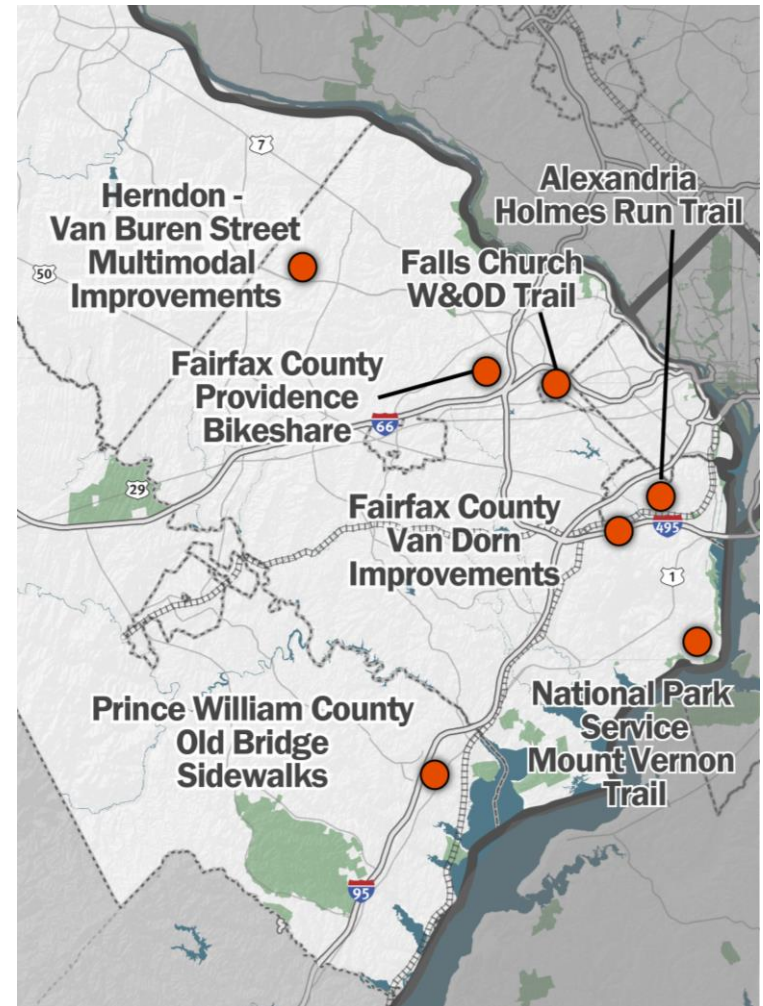 7
Alexandria
Holmes Run Trail
Herndon -
Van Buren Street
Multimodal
Improvements
50
Falls Church
W&OD Trail
Fairfax County
Providence
Bikeshare
66
29
Fairfax County
Van Dorn
Improvements
495
1
Prince William County
Old Bridge
Sidewalks
National Park
Service
Mount Vernon
Trail
95